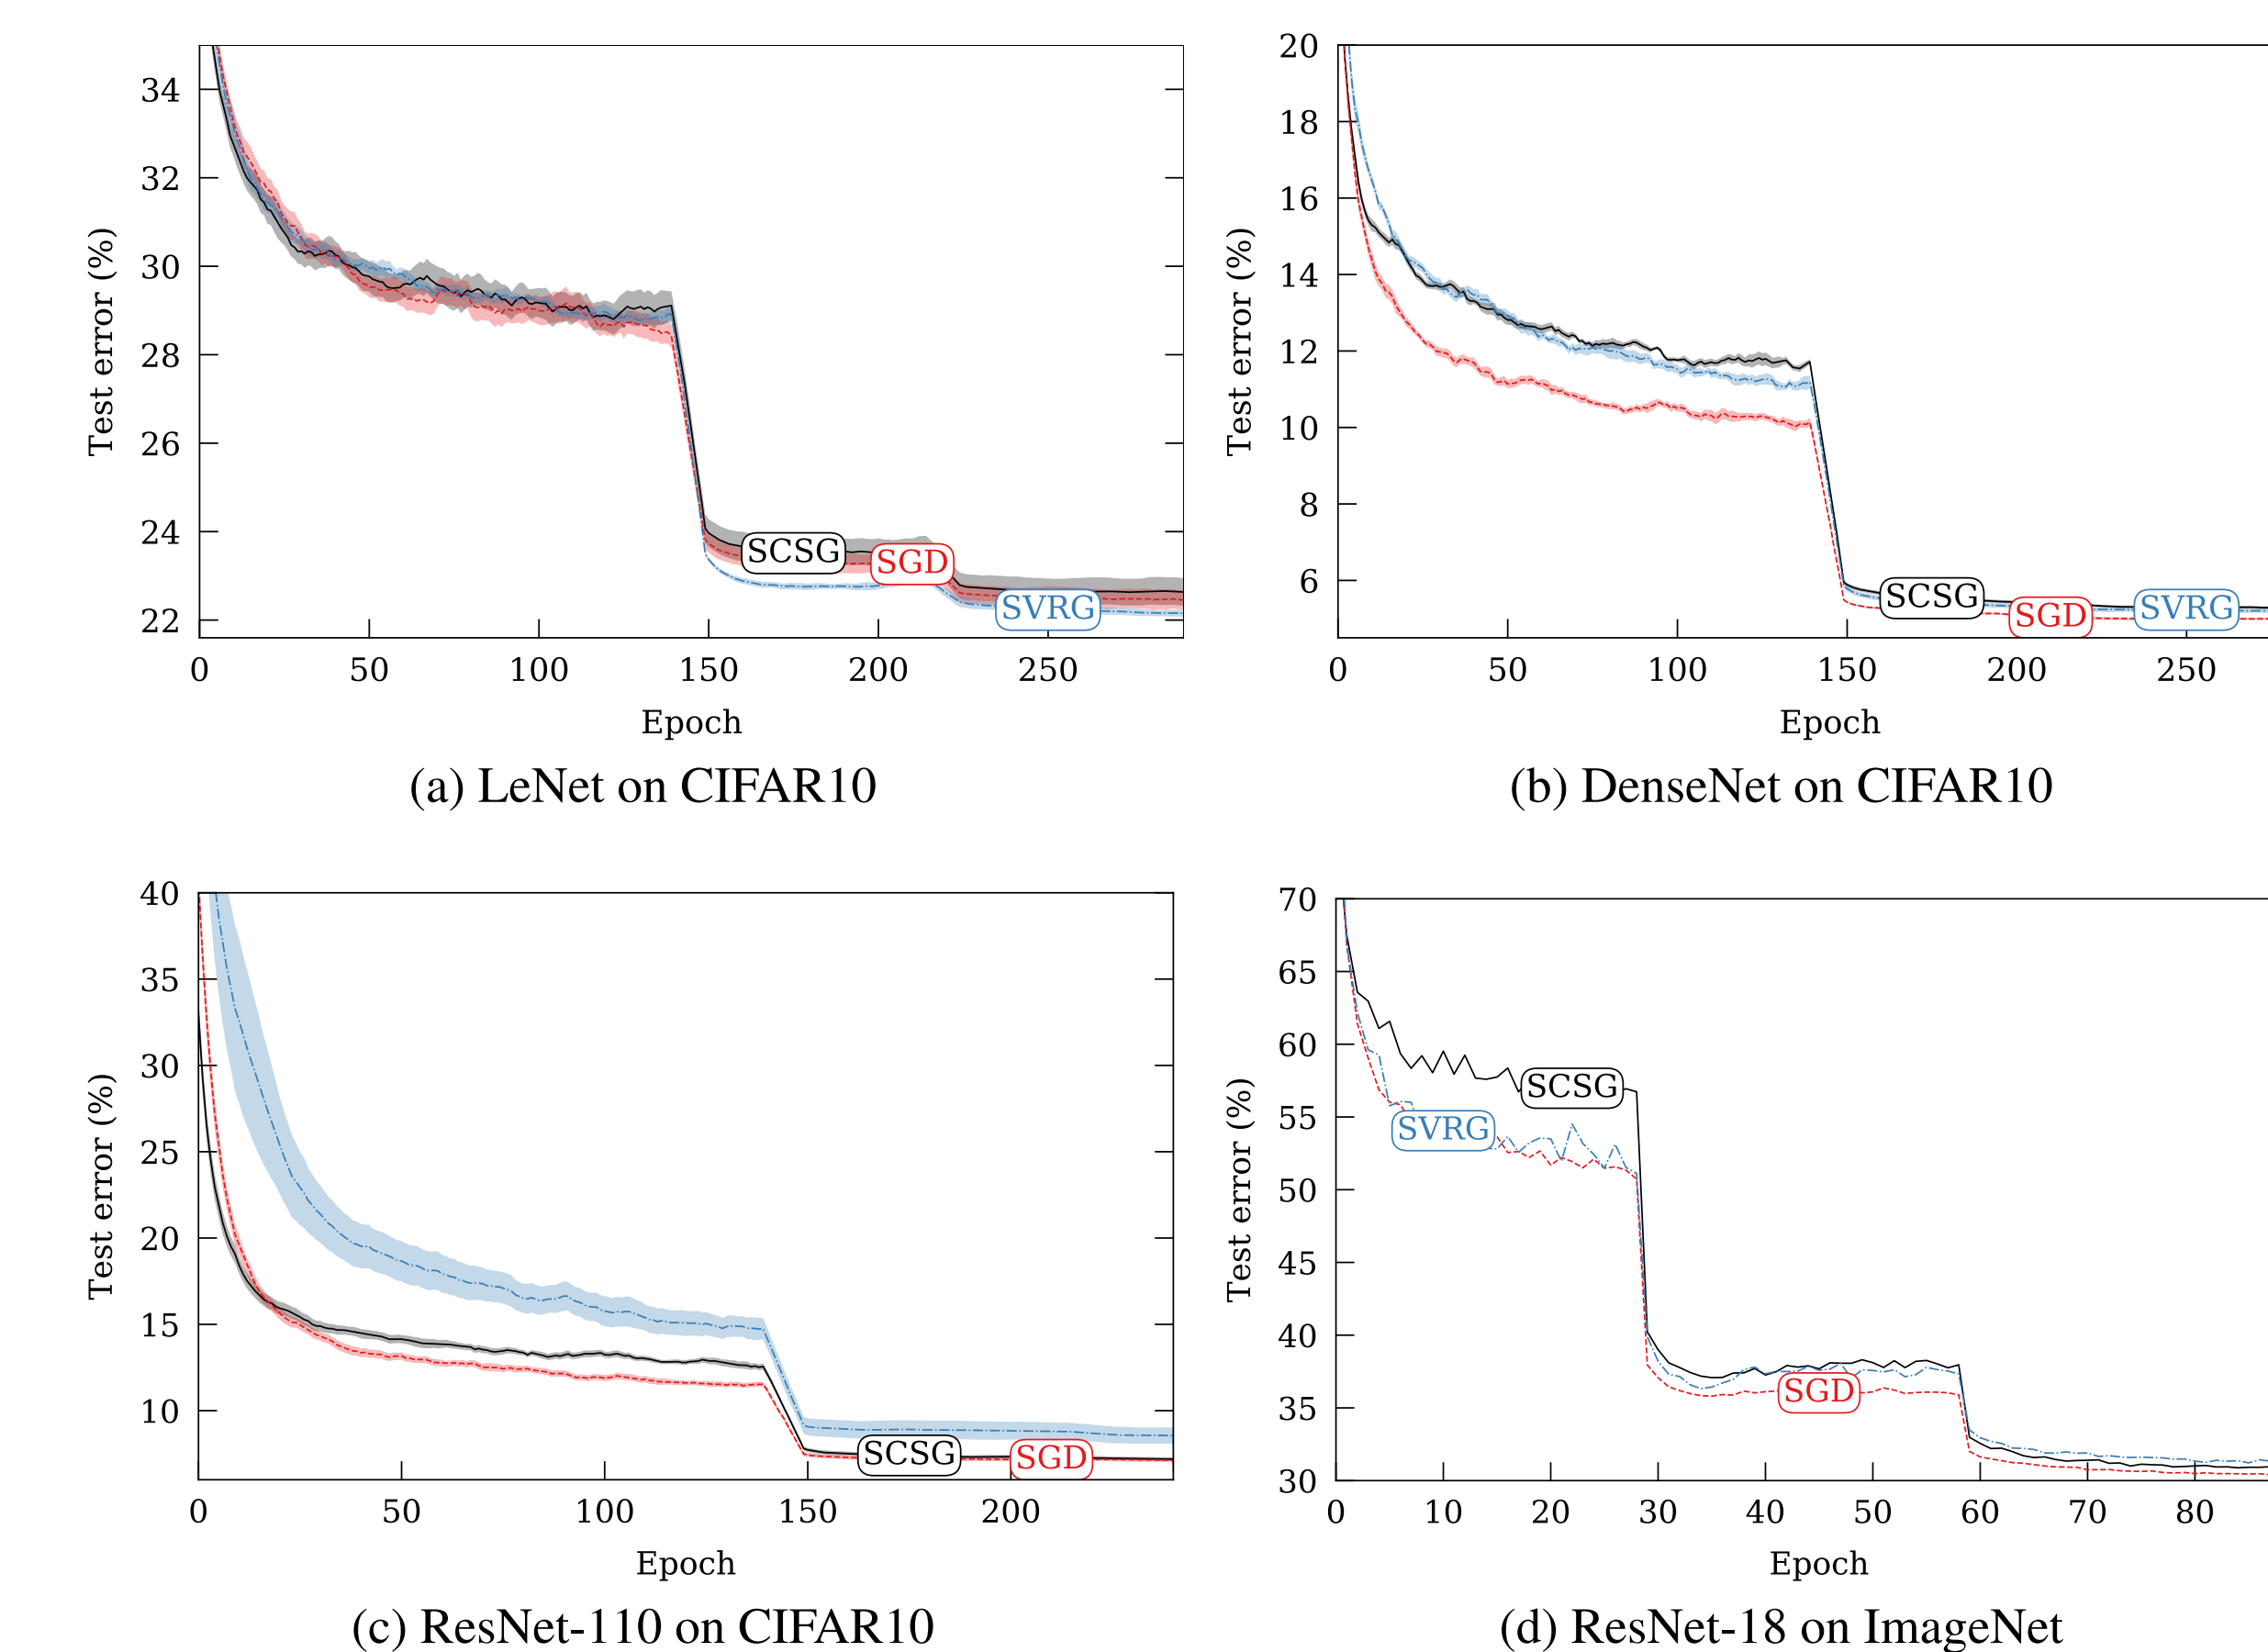 34
32
30
28
26
24
22
Test error (%)
SCSG
SGD
SVRG
0 50 100 150 200 250
Epoch
(a) LeNet on CIFAR10
20
18
16
14
12
10
8
6
Test error (%)
SCSG
SGD
SVRG
0 50 100 150 200 250
Epoch
(b) DenseNet on CIFAR10
40
35
30
25
20
15
10
Test error (%)
SCSG
SGD
0 50 100 150 200
Epoch
(c) ResNet-110 on CIFAR10
70
65
60
55
50
45
40
35
30
Test error (%)
SCSG
SVRG
SGD
0 10 20 30 40 50 60 70 80
Epoch
(d) ResNet-18 on ImageNet